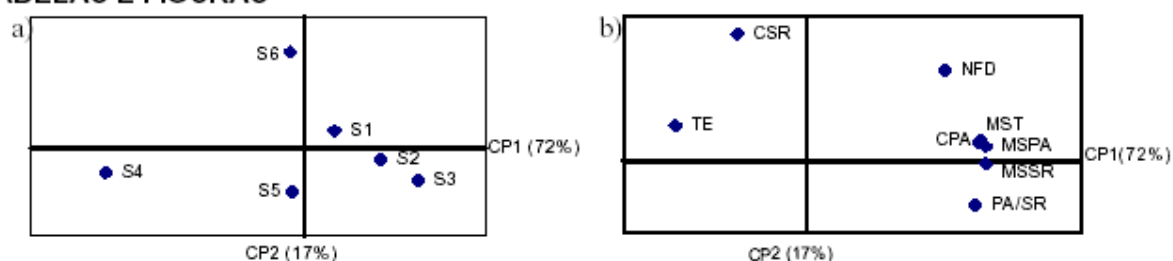 a)
S6
S1
CP1 (72%)
S2
S4
S3
S5
CP2 (17%)
b)
CSR
NFD
TE
MST
CPA
MSPA
CP1(72%)
MSSR
PA/SR
CP2 (17%)